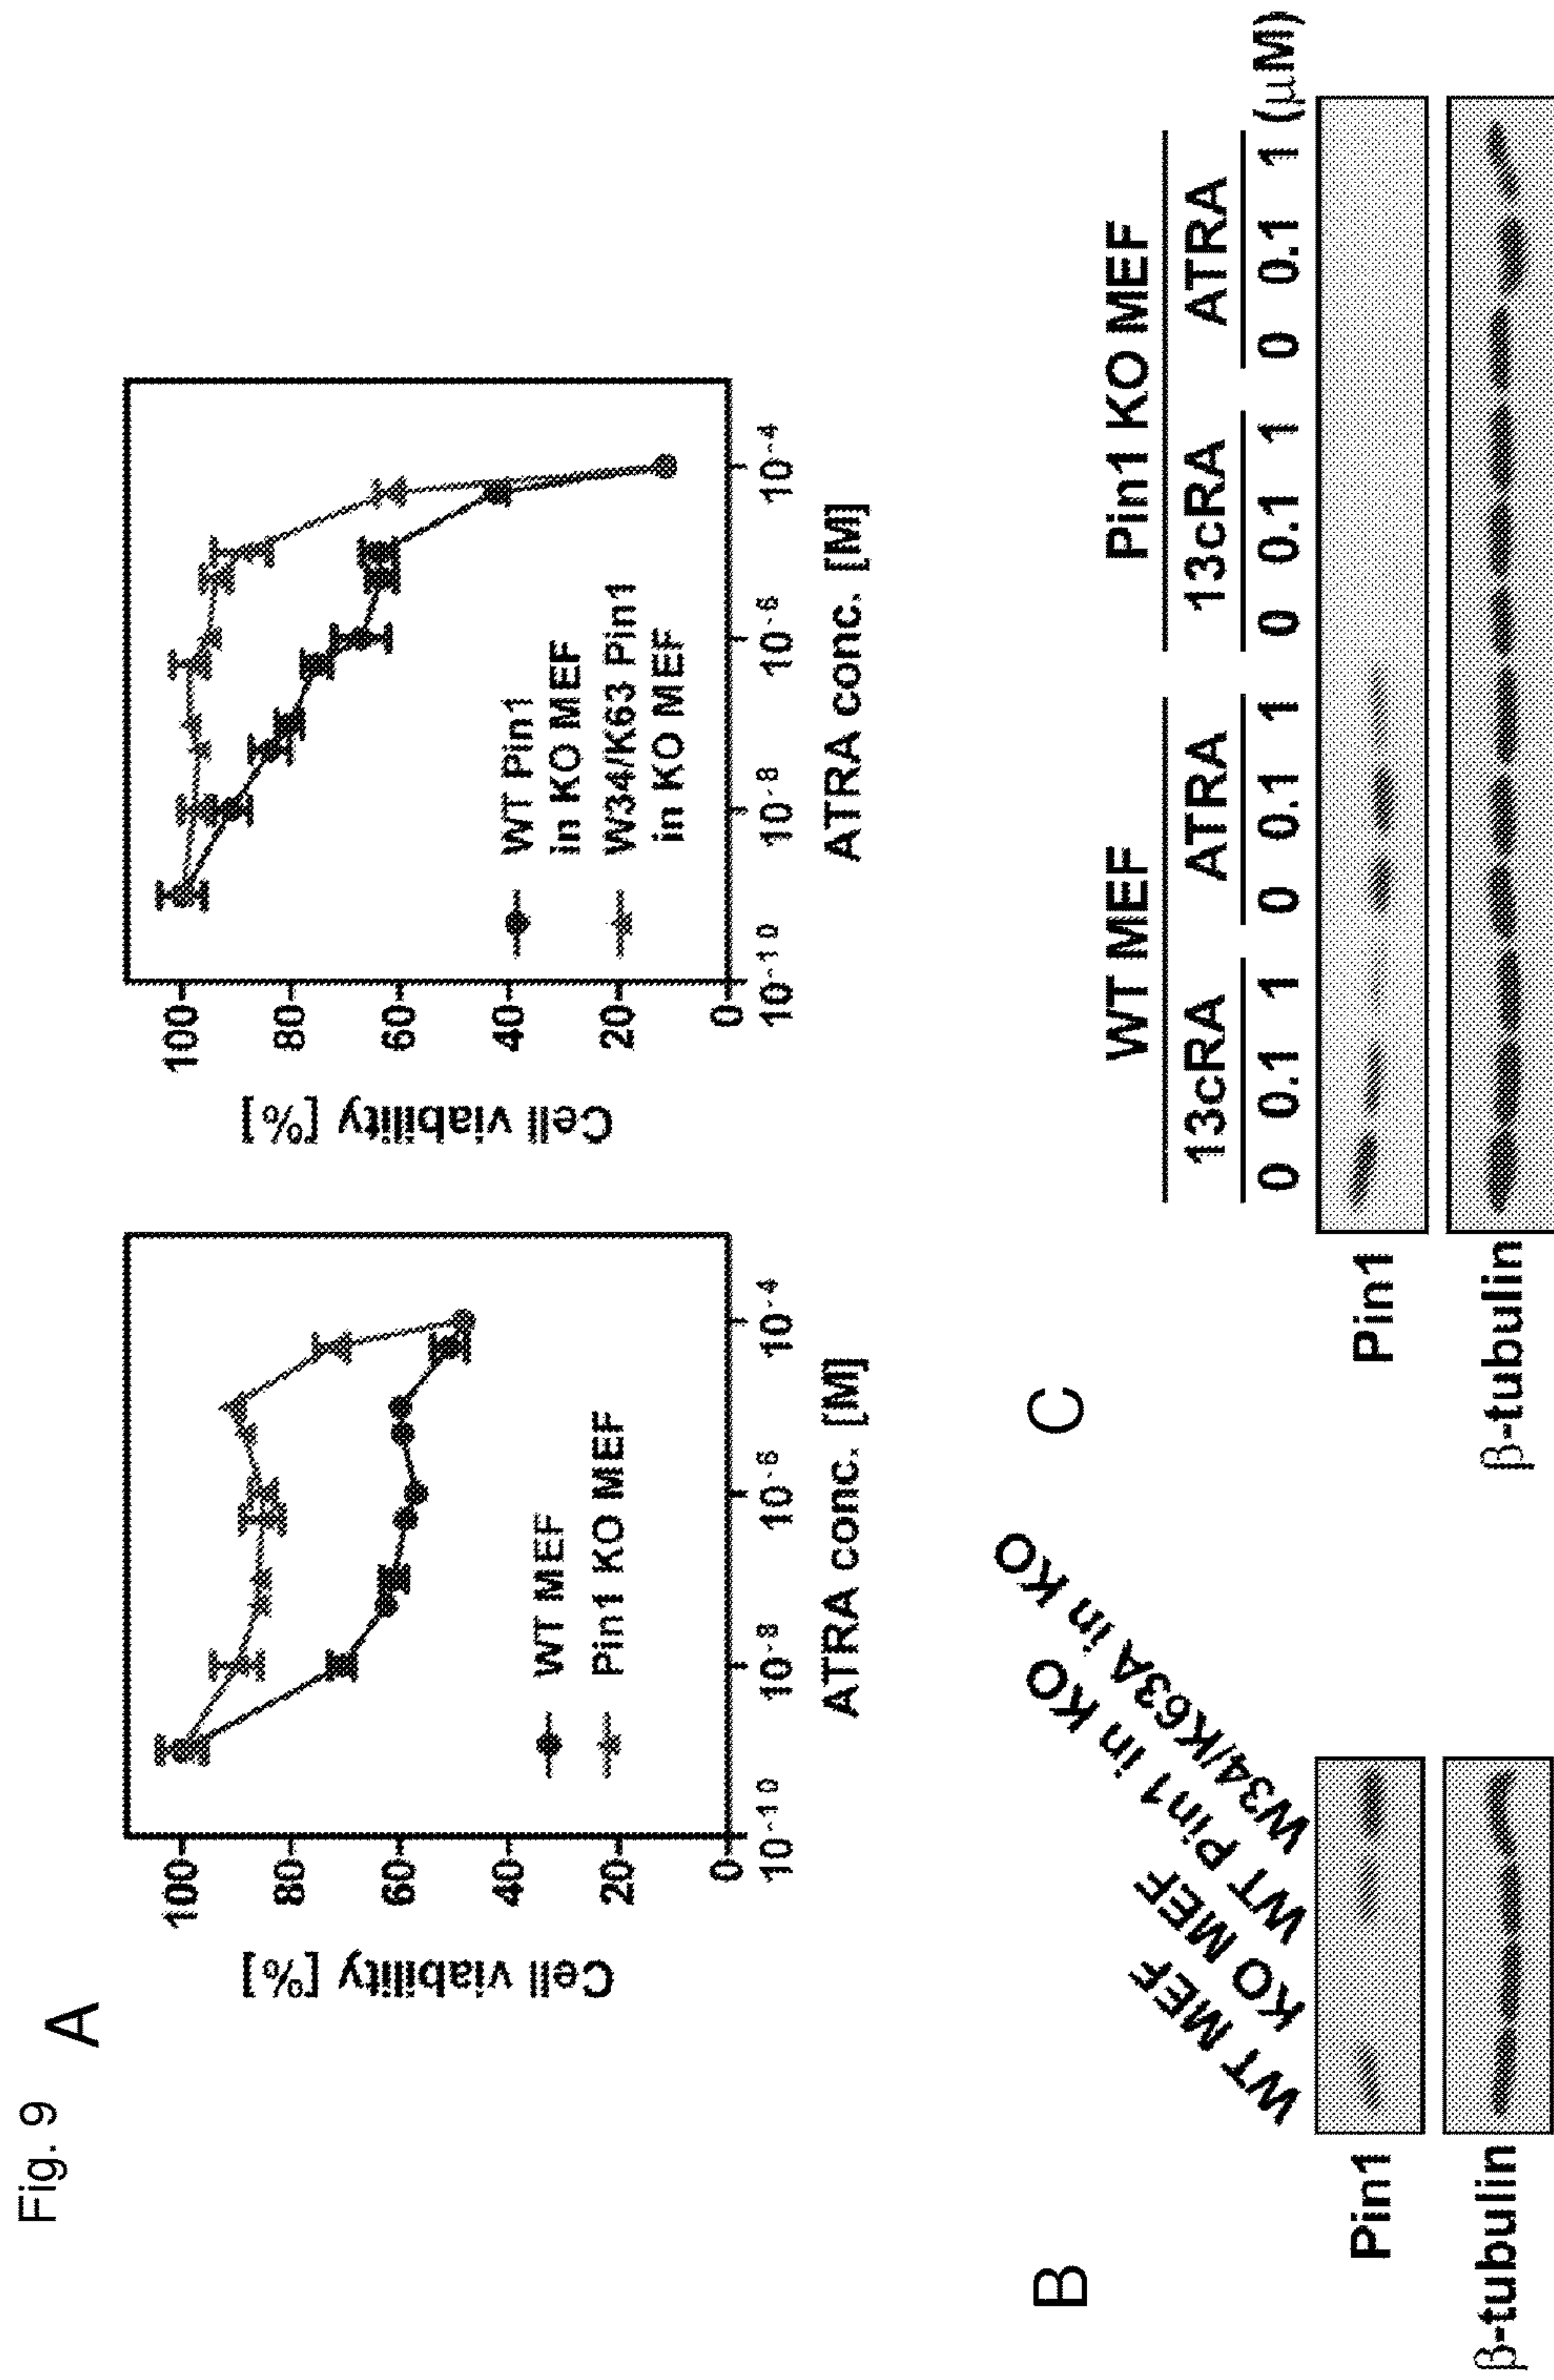 Fig. 9
A
Cell viability [%]
100
80
60
40
20
0
10-10
10-8
10-6
10-4
ATRA conc. [M]
WT MEF
Pin1 KO MEF
Cell viability [%]
100
80
60
40
20
0
10-10
10-8
10-6
10-4
ATRA conc. [M]
WT Pin1
in KO MEF
W34/K63 Pin1
in KO MEF
B
WT MEF
KO MEF
WT Pin1 in KO
W34/K63A in KO
Pin1
β-tubulin
C
WT MEF Pin1 KO MEF
13cRA ATRA 13cRA ATRA
0 0.1 1 0 0.1 1 0 0.1 1 0 0.1 1 (μM)
Pin1
β-tubulin